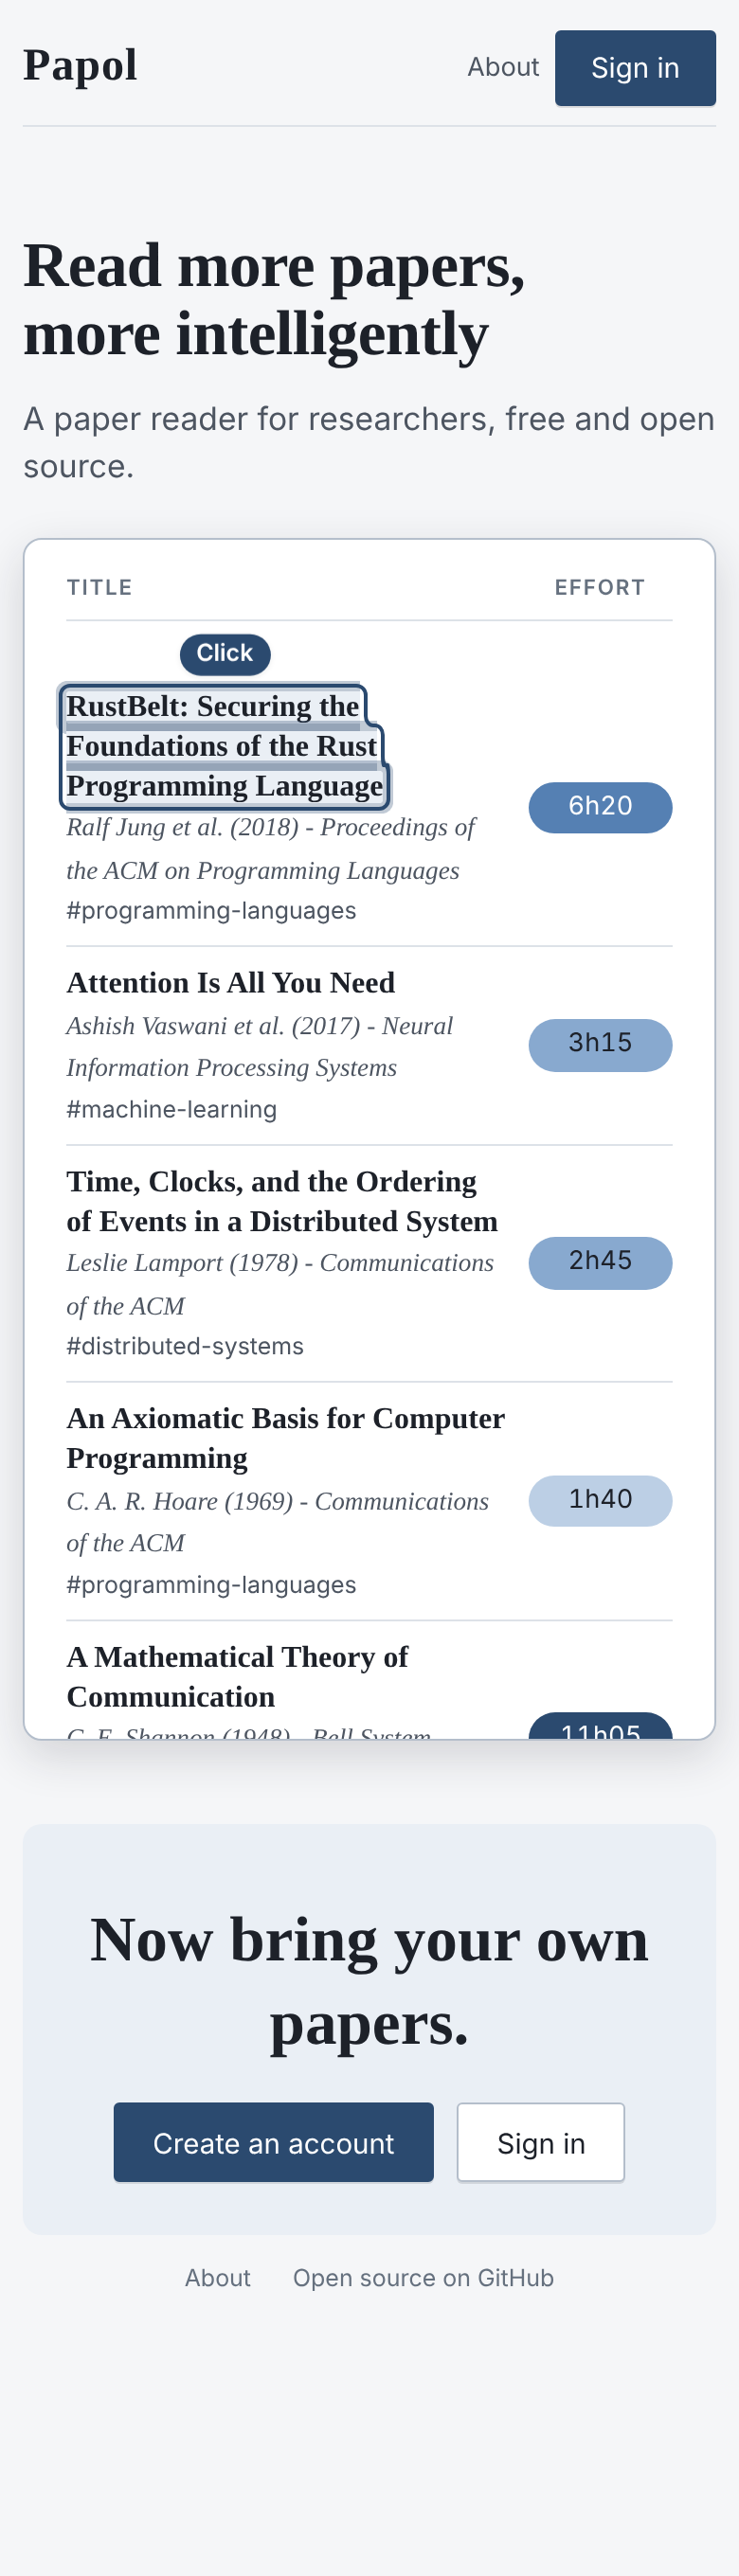 Papol
About
Sign in
Read more papers,
more intelligently
A paper reader for researchers, free and open
source.
TITLE
EFFORT
Click
RustBelt: Securing the
Foundations of the Rust
Programming Language
6h20
Ralf Jung et al. (2018) - Proceedings of
the ACM on Programming Languages
#programming-languages
Attention Is All You Need
Ashish Vaswani et al. (2017) - Neural
3h15
Information Processing Systems
#machine-learning
Time, Clocks, and the Ordering
of Events in a Distributed System
Leslie Lamport (1978) - Communications
2h45
of the ACM
#distributed-systems
An Axiomatic Basis for Computer
Programming
C. A. R. Hoare (1969) - Communications
1h40
of the ACM
#programming-languages
A Mathematical Theory of
Communication
C. E. Shannon (1948) - Bell System
11h05
Now bring your own
papers.
Create an account
Sign in
About
Open source on GitHub